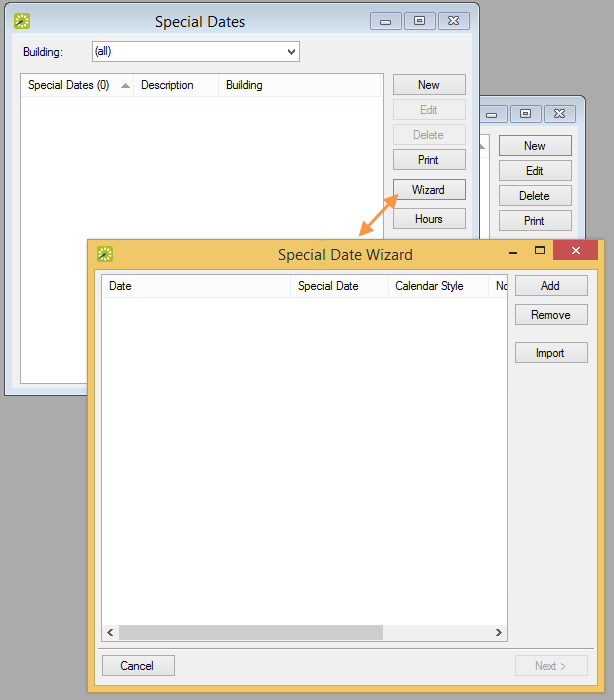 Special Dates
Building: (all)
Special Dates (0) Description Building
New
Edit
Delete
Print
Wizard
Hours
New
Edit
Delete
Print
Special Date Wizard
Date Special Date Calendar Style No
Add
Remove
Import
Cancel Next >